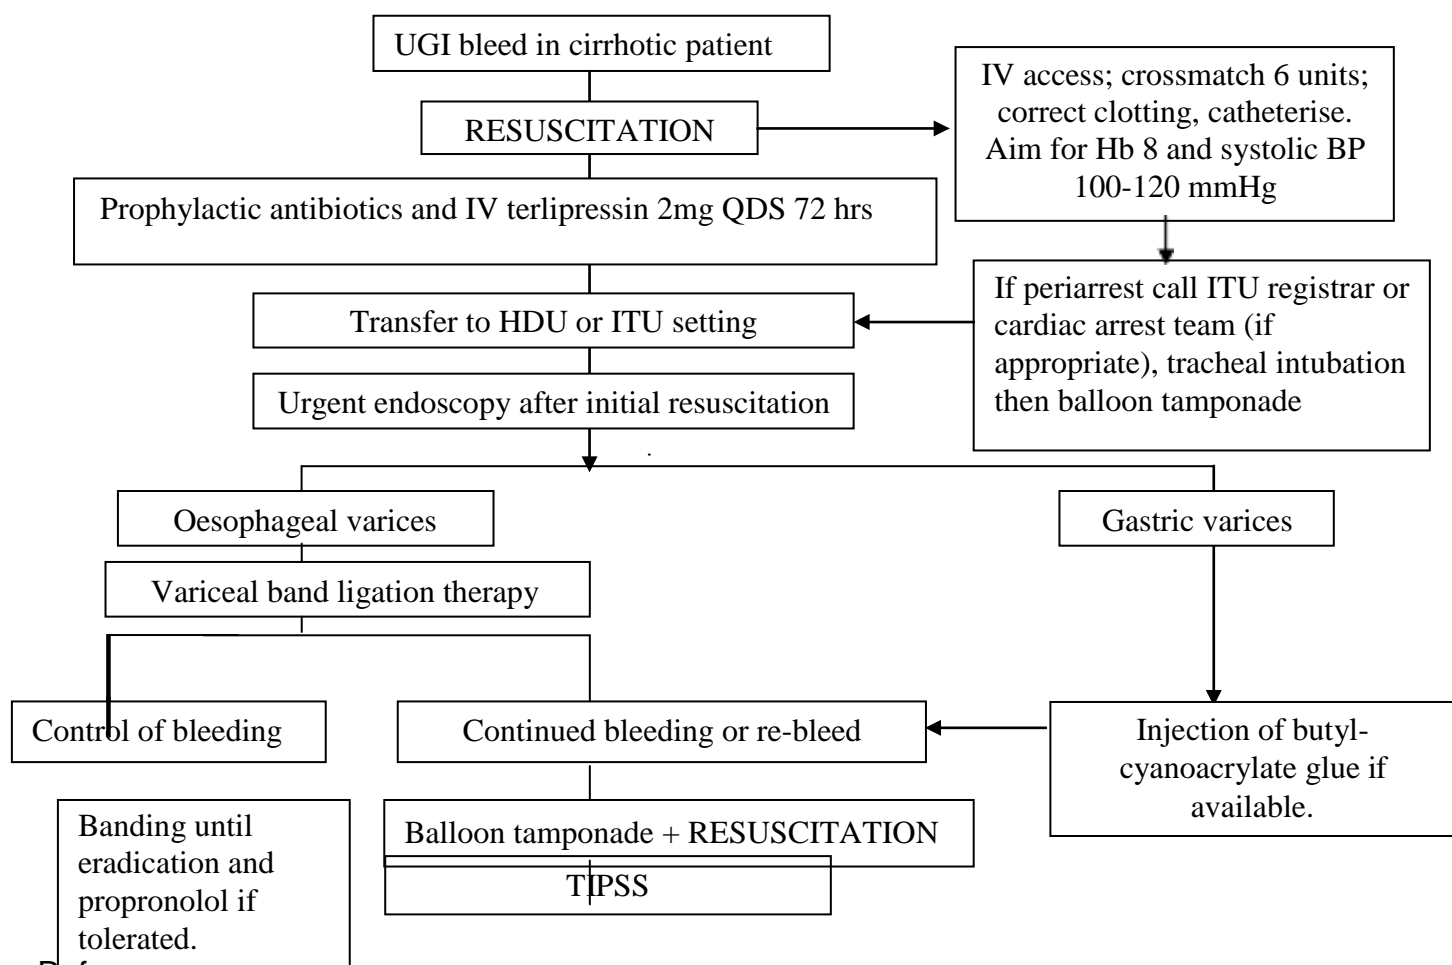 UGI bleed in cirrhotic patient
IV access; crossmatch 6 units;
correct clotting, catheterise.
Aim for Hb 8 and systolic BP
100-120 mmHg
RESUSCITATION
Prophylactic antibiotics and IV terlipressin 2mg QDS 72 hrs
If periarrest call ITU registrar or
cardiac arrest team (if
appropriate), tracheal intubation
then balloon tamponade
Transfer to HDU or ITU setting
Urgent endoscopy after initial resuscitation
Oesophageal varices
Gastric varices
Variceal band ligation therapy
Control of bleeding
Continued bleeding or re-bleed
Injection of butyl-
cyanoacrylate glue if
available.
Banding until
eradication and
propronolol if
tolerated.
Balloon tamponade + RESUSCITATION
TIPSS